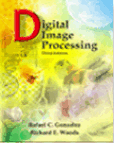 Digital
Image
Processing
Rafael C. Gonzalez
Richard E. Woods